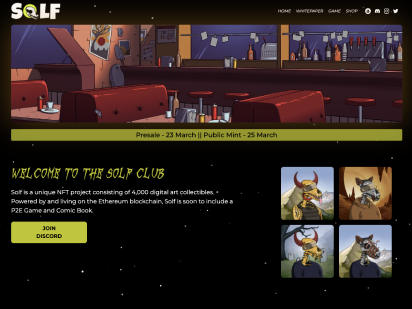 SOLF
HOME WHITEPAPER GAME SHOP
Presale - 23 March || Public Mint - 25 March
WELCOME TO THE SOLF CLUB
Solf is a unique NFT project consisting of 4,000 digital art collectibles.
Powered by and living on the Ethereum blockchain, Solf is soon to include a
P2E Game and Comic Book.
JOIN
DISCORD